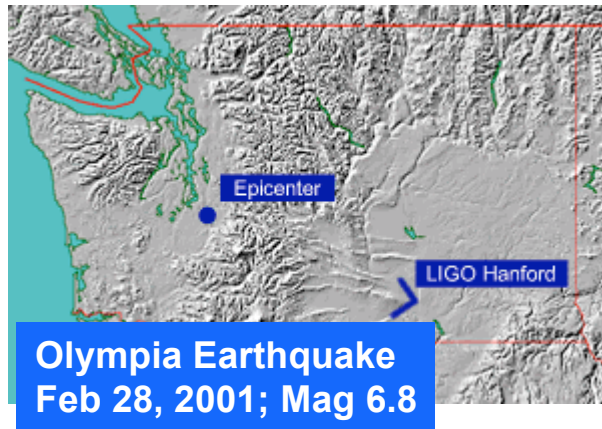 Epicenter
LIGO Hanford
Olympia Earthquake
Feb 28, 2001; Mag 6.8